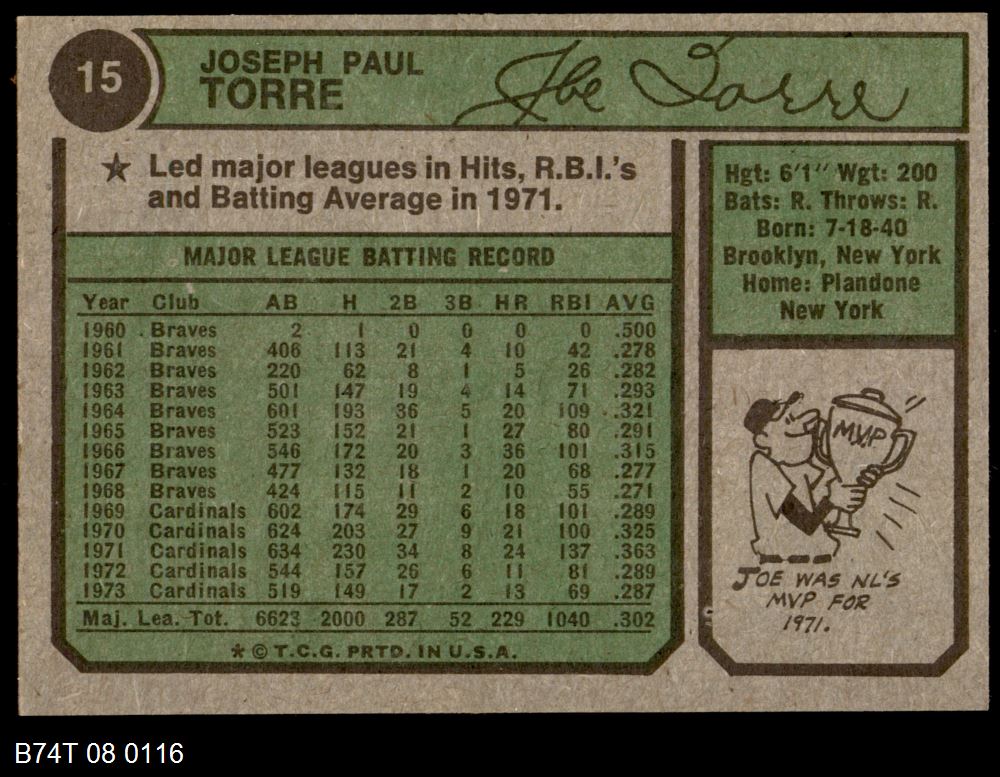 15
JOSEPH PAUL
TORRE
Joe Torre
★ Led major leagues in Hits, R.B.I.'s
and Batting Average in 1971.
MAJOR LEAGUE BATTING RECORD
Year Club AB H 2B 3B HR RBI AVG
1960 Braves 2 1 0 0 0 0 .500
1961 Braves 406 113 21 4 10 42 .278
1962 Braves 220 62 8 1 5 26 .282
1963 Braves 501 147 19 4 14 71 .293
1964 Braves 601 193 36 5 20 109 .321
1965 Braves 523 152 21 1 27 80 .291
1966 Braves 546 172 20 3 36 101 .315
1967 Braves 477 132 18 1 20 68 .277
1968 Braves 424 115 11 2 10 55 .271
1969 Cardinals 602 174 29 6 18 101 .289
1970 Cardinals 624 203 27 9 21 100 .325
1971 Cardinals 634 230 34 8 24 137 .363
1972 Cardinals 544 157 26 6 11 81 .289
1973 Cardinals 519 149 17 2 13 69 .287
Maj. Lea. Tot. 6623 2000 287 52 229 1040 .302
* © T.C.G. PRTD. IN U.S.A.
Hgt: 6'1" Wgt: 200
Bats: R. Throws: R.
Born: 7-18-40
Brooklyn, New York
Home: Plandone
New York
MVP
JOE WAS NL'S
MVP FOR
1971.
B74T 08 0116